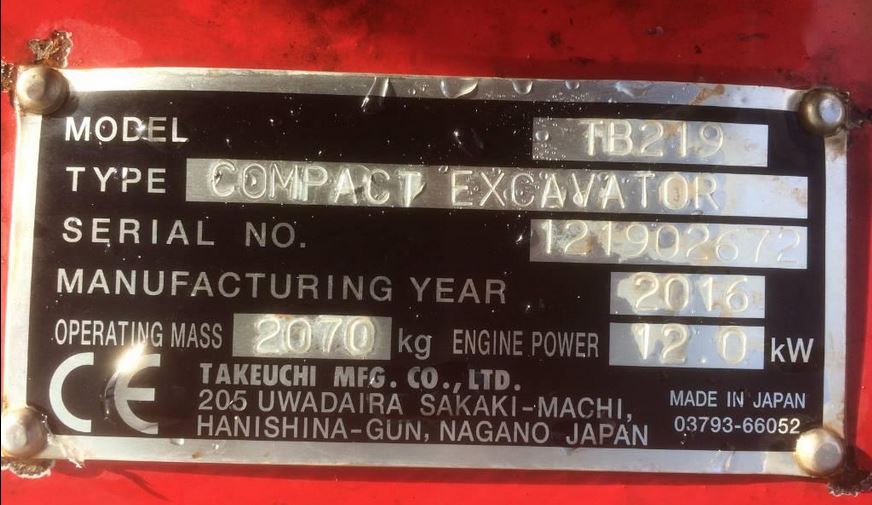 MODEL TB219
TYPE COMPACT EXCAVATOR
SERIAL NO. 121902672
MANUFACTURING YEAR 2016
OPERATING MASS 2070 kg ENGINE POWER 12.0 kW
CE
TAKEUCHI MFG. CO., LTD.
205 UWADAIRA SAKAKI-MACHI,
HANISHINA-GUN, NAGANO JAPAN
MADE IN JAPAN
03793-66052